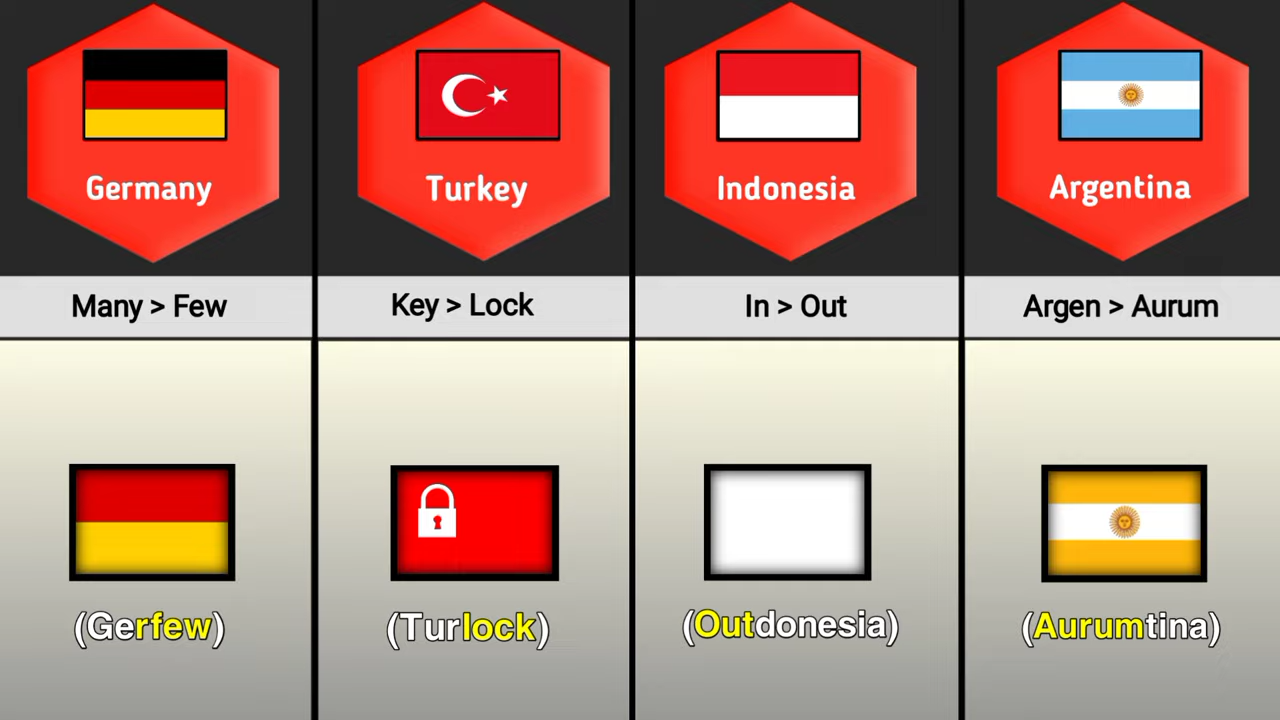 Germany
Turkey
Indonesia
Argentina
Many > Few
Key > Lock
In > Out
Argen > Aurum
(Gerfew)
(Turlock)
(Outdonesia)
(Aurumtina)